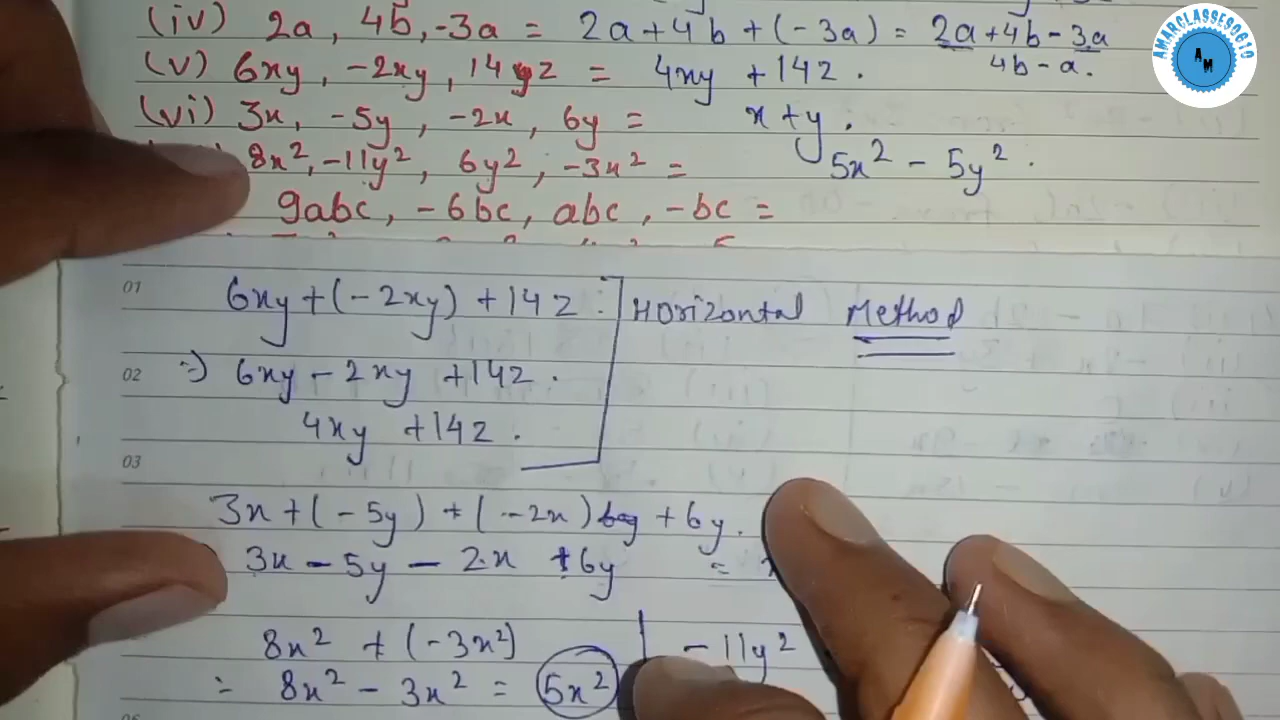 (iv) 2a, 4b, -3a = 2a+4b+(-3a) = 2a+4b-3a
4b-a.
(v) 6xy, -2xy, 14z = 4xy +14z.
(vi) 3x, -5y, -2x, 6y = x+y.
8x², -11y², 6y², -3x² = 5x² - 5y².
9abc, -6bc, abc, -bc =
AMARCLASSES9610
AM
01
6xy+(-2xy)+14z. Horizontal Method
02 6xy-2xy+14z.
4xy+14z.
03
3x+(-5y)+(-2x)+6y.
3x-5y-2x+6y =
8x²+(-3x²) -11y²
= 8x²-3x² = 5x²